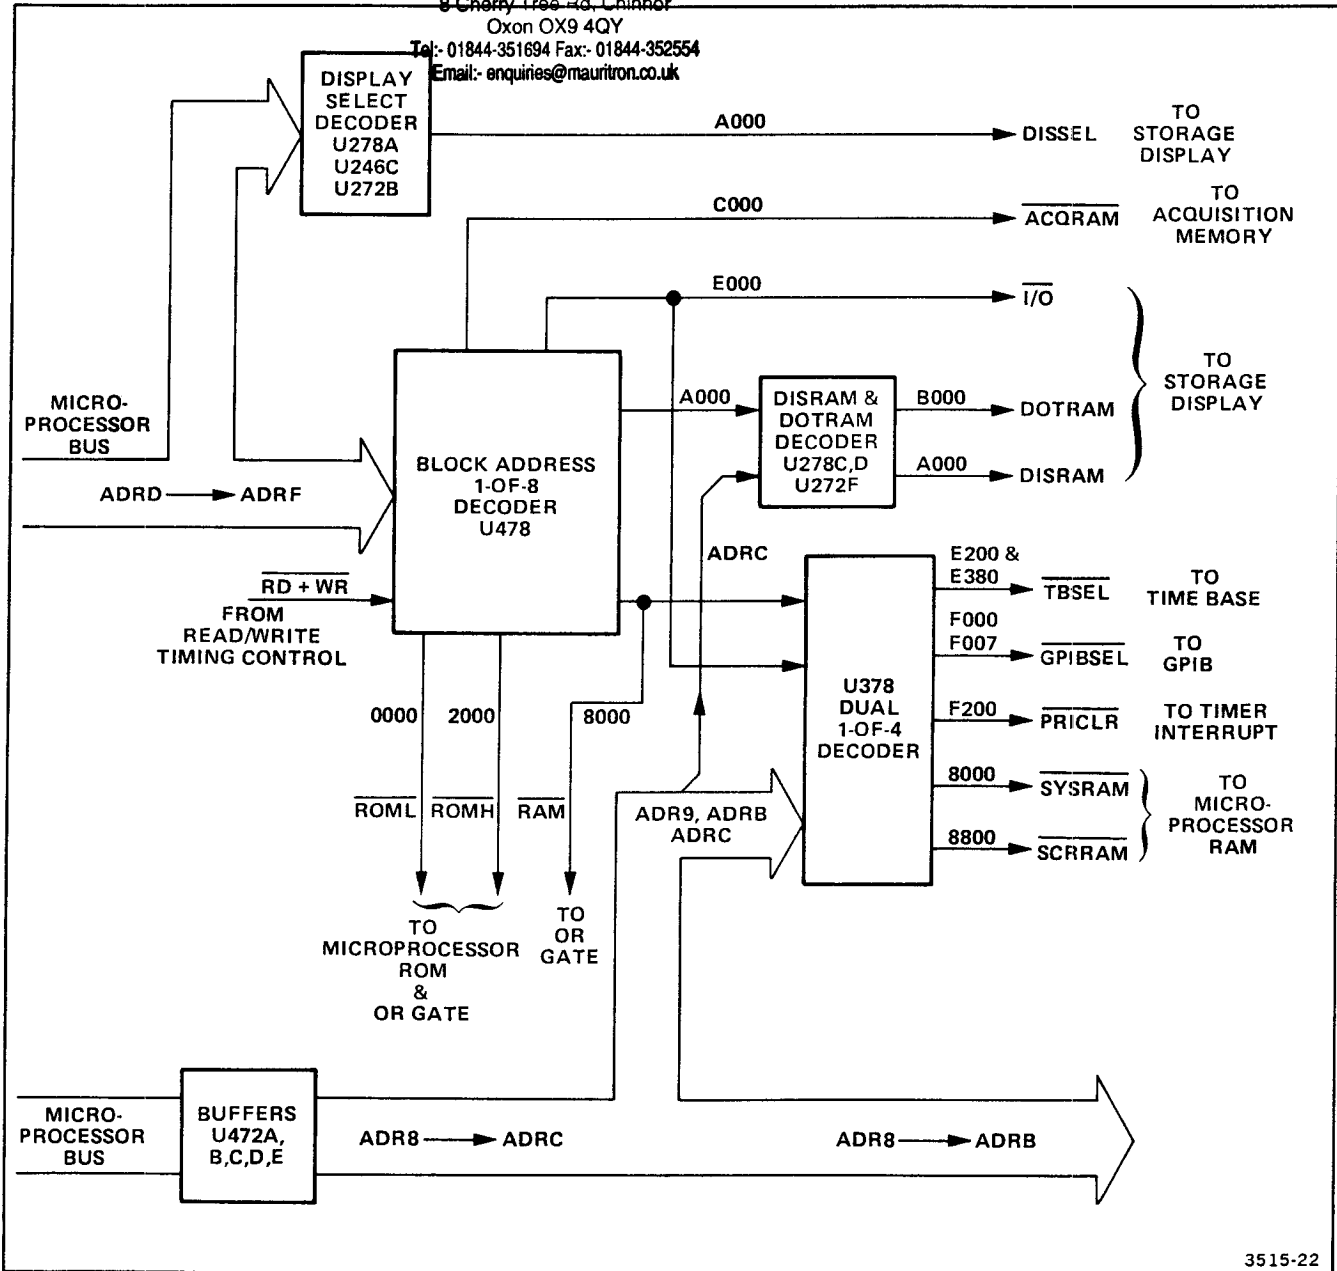 8 Cherry Tree Rd, Chinnor
Oxon OX9 4QY
Tel:- 01844-351694 Fax:- 01844-352554
Email:- enquiries@mauritron.co.uk
DISPLAY
SELECT
DECODER
U278A
U246C
U272B
A000
DISSEL
TO
STORAGE
DISPLAY
C000
ACQRAM
TO
ACQUISITION
MEMORY
E000
I/O
MICRO-
PROCESSOR
BUS
ADRD
ADRF
BLOCK ADDRESS
1-OF-8
DECODER
U478
A000
DISRAM &
DOTRAM
DECODER
U278C,D
U272F
B000
DOTRAM
A000
DISRAM
TO
STORAGE
DISPLAY
RD + WR
FROM
READ/WRITE
TIMING CONTROL
ADRC
E200 &
E380
TBSEL
TO
TIME BASE
F000
F007
GPIBSEL
TO
GPIB
U378
DUAL
1-OF-4
DECODER
F200
PRICLR
TO TIMER
INTERRUPT
8000
SYSRAM
8800
SCRRAM
TO
MICRO-
PROCESSOR
RAM
0000
2000
8000
ROML
ROMH
RAM
ADR9, ADRB
ADRC
TO
MICROPROCESSOR
ROM
&
OR GATE
TO
OR
GATE
MICRO-
PROCESSOR
BUS
BUFFERS
U472A,
B,C,D,E
ADR8
ADRC
ADR8
ADRB
3515-22